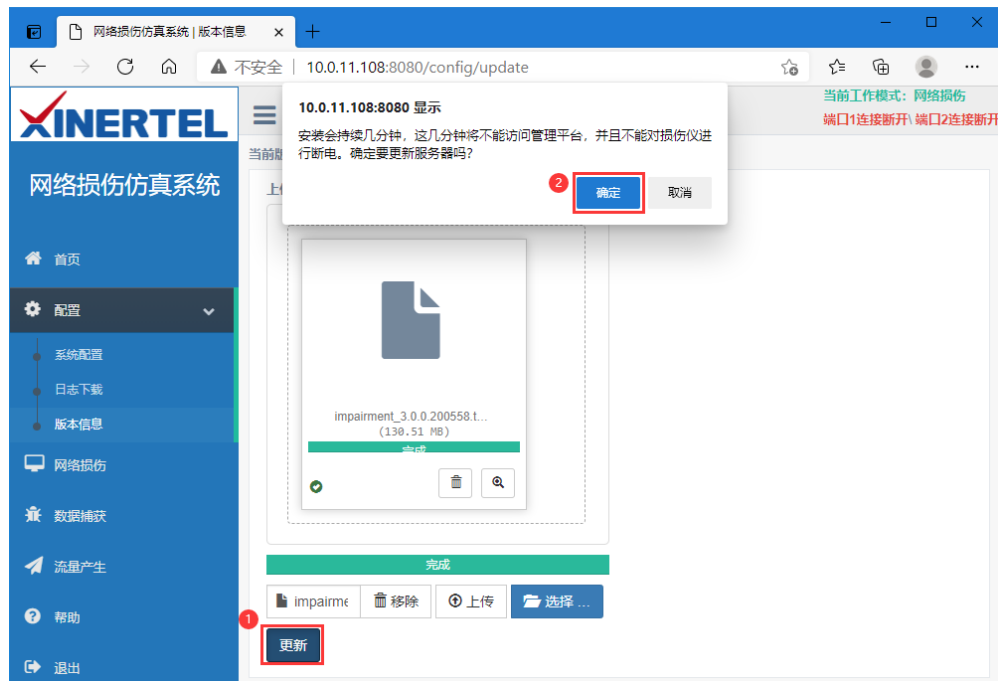 网络损伤仿真系统 | 版本信息
不安全 | 10.0.11.108:8080/config/update
XINERTEL
当前工作模式：网络损伤
端口1连接断开\ 端口2连接断开
10.0.11.108:8080 显示
安装会持续几分钟，这几分钟将不能访问管理平台，并且不能对损伤仪进
行断电。确定要更新服务器吗？
2
确定
取消
当前版
网络损伤仿真系统
首页
配置
系统配置
日志下载
版本信息
网络损伤
数据捕获
流量产生
帮助
退出
impairment_3.0.0.200558.t...
(130.51 MB)
完成
完成
impairme
移除
上传
选择 ...
1
更新